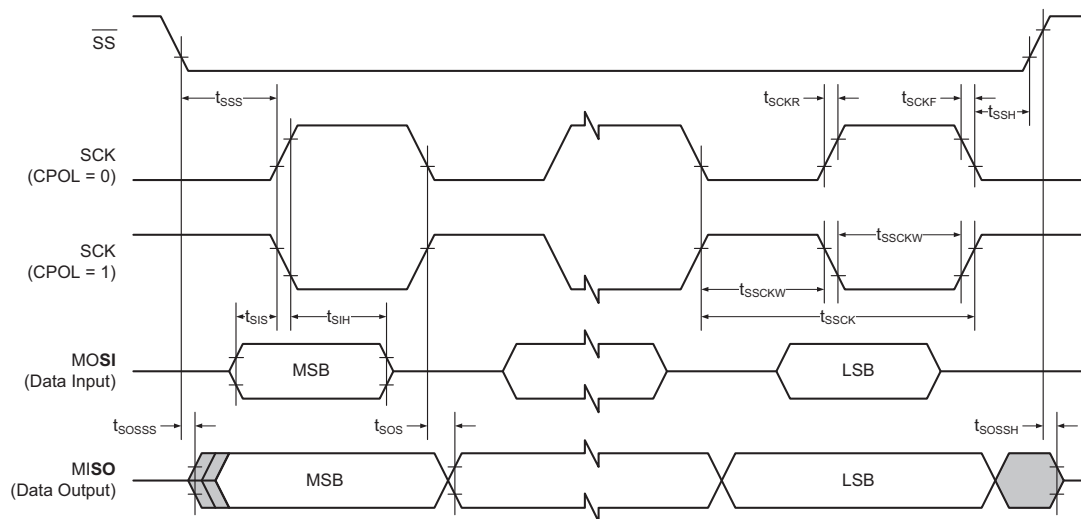 SS
tSSS
tSCKR
tSCKF
tSSH
SCK
(CPOL = 0)
SCK
(CPOL = 1)
tSSCKW
tSSCKW
tSSCK
tSIS
tSIH
MOSI
(Data Input)
MSB
LSB
tSOSSS
tSOS
tSOSSH
MISO
(Data Output)
MSB
LSB